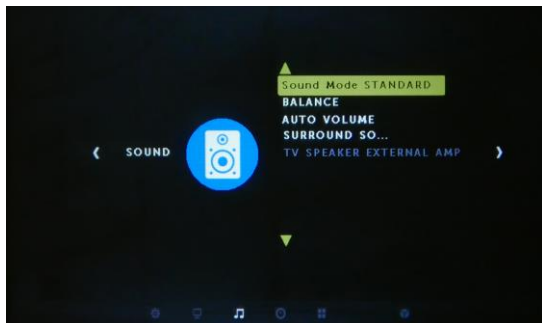 Sound Mode STANDARD
BALANCE
AUTO VOLUME
SURROUND SO...
SOUND
TV SPEAKER EXTERNAL AMP